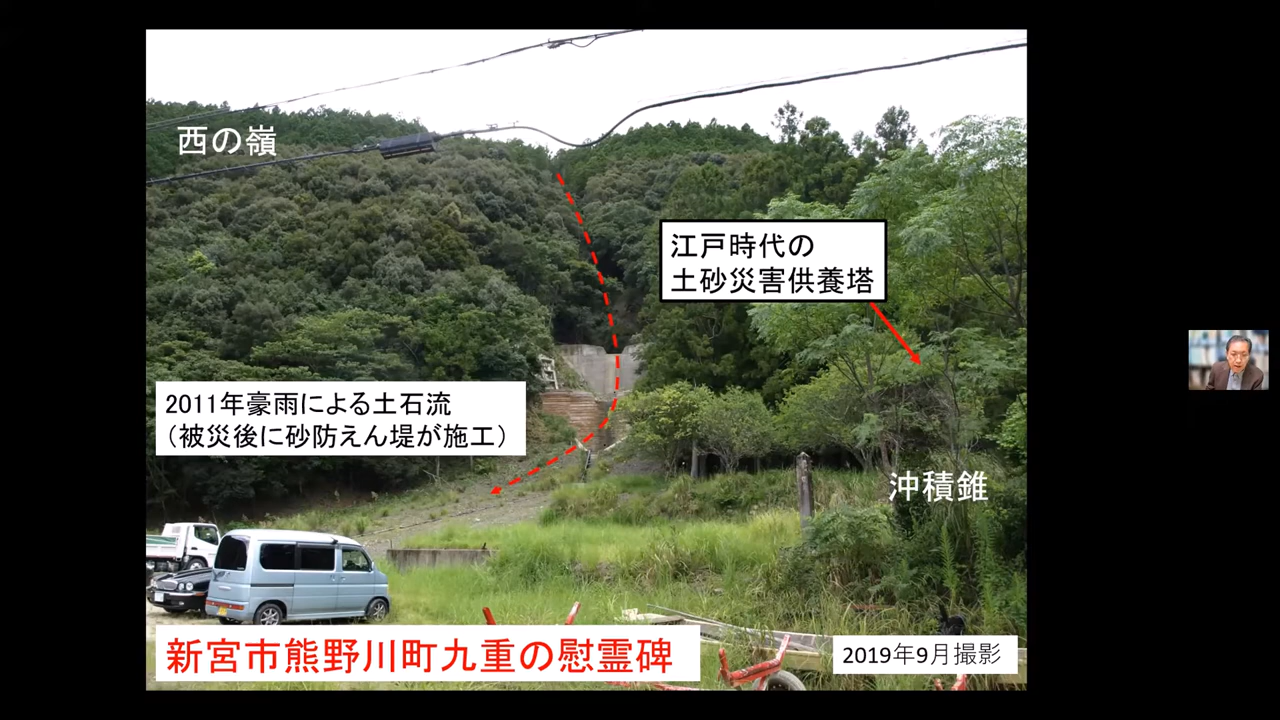 西の嶺
江戸時代の
土砂災害供養塔
2011年豪雨による土石流
（被災後に砂防えん堤が施工）
沖積錐
新宮市熊野川町九重の慰霊碑
2019年9月撮影